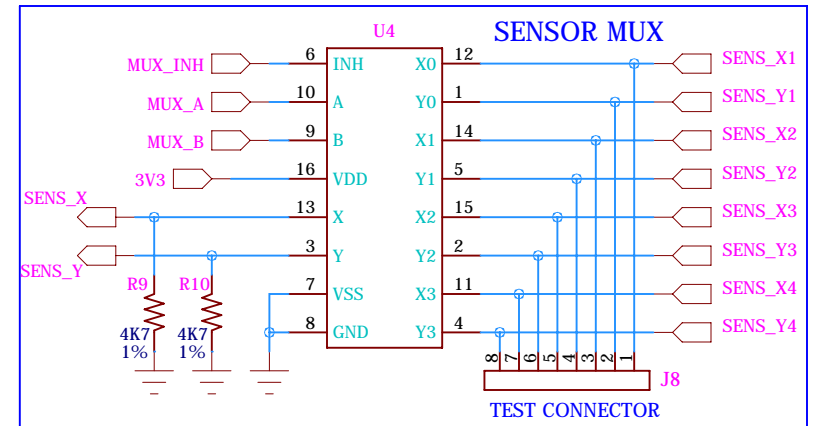 U4
SENSOR MUX
MUX_INH 6 INH X0 12 SENS_X1
MUX_A 10 A Y0 1 SENS_Y1
MUX_B 9 B X1 14 SENS_X2
3V3 16 VDD Y1 5 SENS_Y2
SENS_X 13 X X2 15 SENS_X3
SENS_Y 3 Y Y2 2 SENS_Y3
R9 R10 7 VSS X3 11 SENS_X4
4K7 4K7 8 GND Y3 4 SENS_Y4
1% 1%
8 7 6 5 4 3 2 1
J8
TEST CONNECTOR